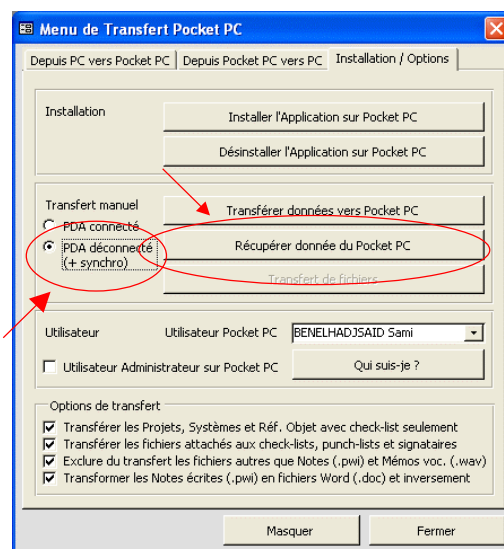 Menu de Transfert Pocket PC
Depuis PC vers Pocket PC
Depuis Pocket PC vers PC
Installation / Options
Installation
Installer l'Application sur Pocket PC
Désinstaller l'Application sur Pocket PC
Transfert manuel
Transférer données vers Pocket PC
PDA connecté
PDA déconnecté
(+ synchro)
Récupérer donnée du Pocket PC
Transfert de fichiers
Utilisateur
Utilisateur Pocket PC
BENELHADJSAID Sami
Utilisateur Administrateur sur Pocket PC
Qui suis-je ?
Options de transfert
Transférer les Projets, Systèmes et Réf. Objet avec check-list seulement
Transférer les fichiers attachés aux check-lists, punch-lists et signataires
Exclure du transfert les fichiers autres que Notes (.pwi) et Mémos voc. (.wav)
Transformer les Notes écrites (.pwi) en fichiers Word (.doc) et inversement
Masquer
Fermer